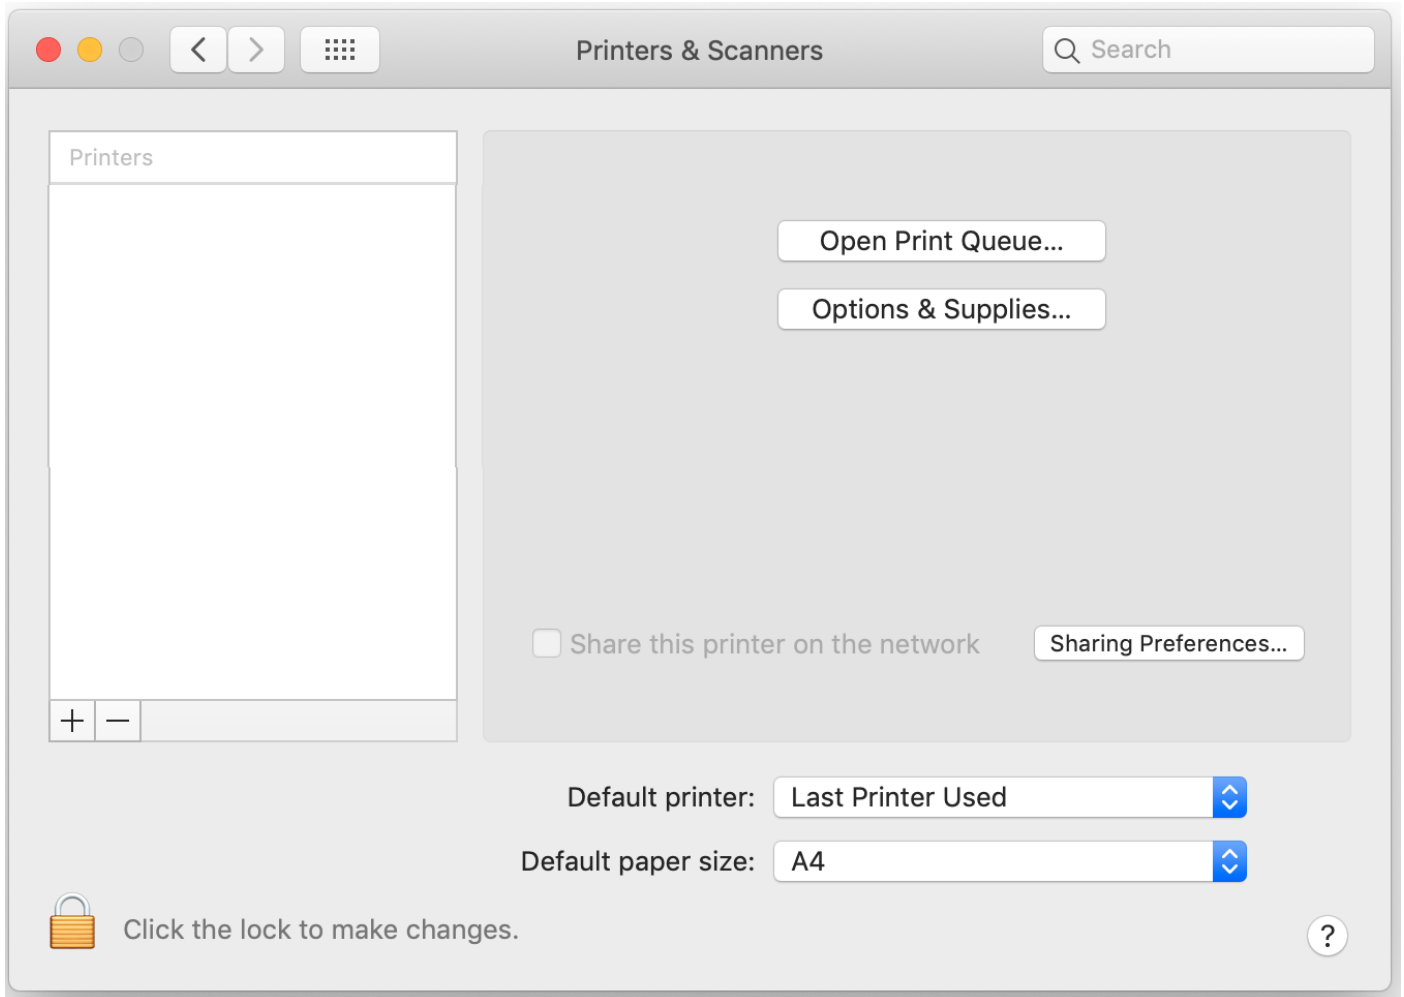 Printers & Scanners
Search
Printers
Open Print Queue...
Options & Supplies...
Share this printer on the network
Sharing Preferences...
Default printer: Last Printer Used
Default paper size: A4
Click the lock to make changes.
?